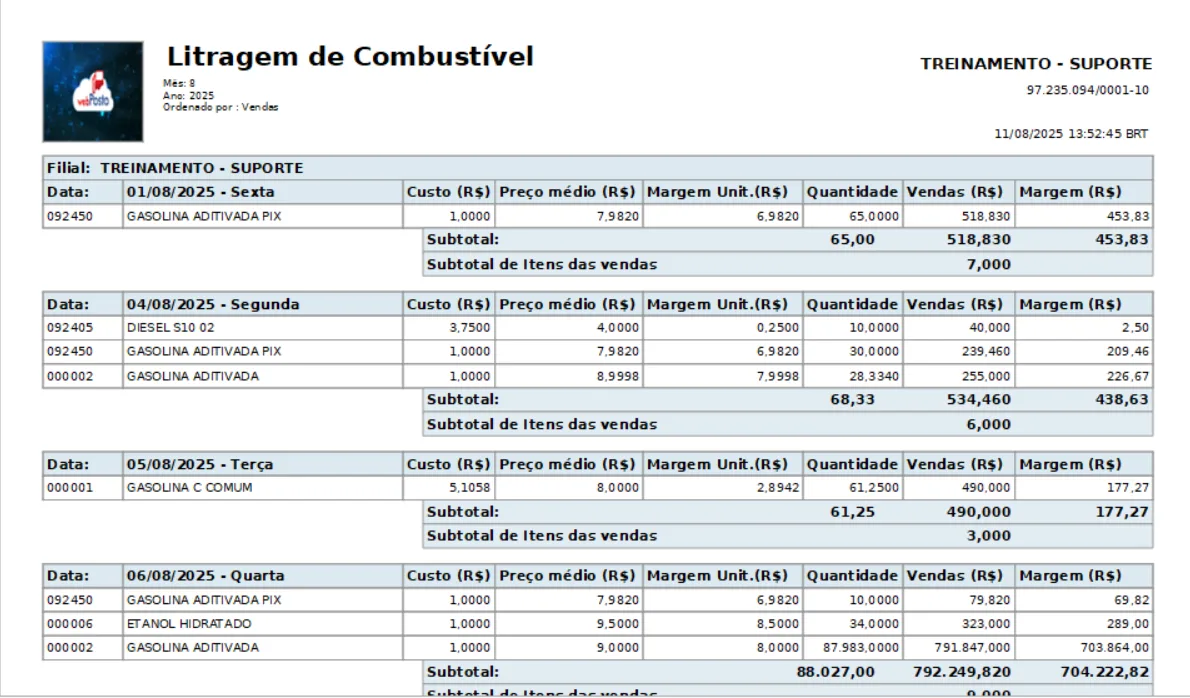 webPosto
Litragem de Combustível
Mês: 8
Ano: 2025
Ordenado por : Vendas
TREINAMENTO - SUPORTE
97.235.094/0001-10
11/08/2025 13:52:45 BRT
Filial: TREINAMENTO - SUPORTE
Data: 01/08/2025 - Sexta Custo (R$) Preço médio (R$) Margem Unit.(R$) Quantidade Vendas (R$) Margem (R$)
092450 GASOLINA ADITIVADA PIX 1,0000 7,9820 6,9820 65,0000 518,830 453,83
Subtotal: 65,00 518,830 453,83
Subtotal de Itens das vendas 7,000
Data: 04/08/2025 - Segunda Custo (R$) Preço médio (R$) Margem Unit.(R$) Quantidade Vendas (R$) Margem (R$)
092405 DIESEL S10 02 3,7500 4,0000 0,2500 10,0000 40,000 2,50
092450 GASOLINA ADITIVADA PIX 1,0000 7,9820 6,9820 30,0000 239,460 209,46
000002 GASOLINA ADITIVADA 1,0000 8,9998 7,9998 28,3340 255,000 226,67
Subtotal: 68,33 534,460 438,63
Subtotal de Itens das vendas 6,000
Data: 05/08/2025 - Terça Custo (R$) Preço médio (R$) Margem Unit.(R$) Quantidade Vendas (R$) Margem (R$)
000001 GASOLINA C COMUM 5,1058 8,0000 2,8942 61,2500 490,000 177,27
Subtotal: 61,25 490,000 177,27
Subtotal de Itens das vendas 3,000
Data: 06/08/2025 - Quarta Custo (R$) Preço médio (R$) Margem Unit.(R$) Quantidade Vendas (R$) Margem (R$)
092450 GASOLINA ADITIVADA PIX 1,0000 7,9820 6,9820 10,0000 79,820 69,82
000006 ETANOL HIDRATADO 1,0000 9,5000 8,5000 34,0000 323,000 289,00
000002 GASOLINA ADITIVADA 1,0000 9,0000 8,0000 87.983,0000 791.847,000 703.864,00
Subtotal: 88.027,00 792.249,820 704.222,82
Subtotal de Itens das vendas 9,000